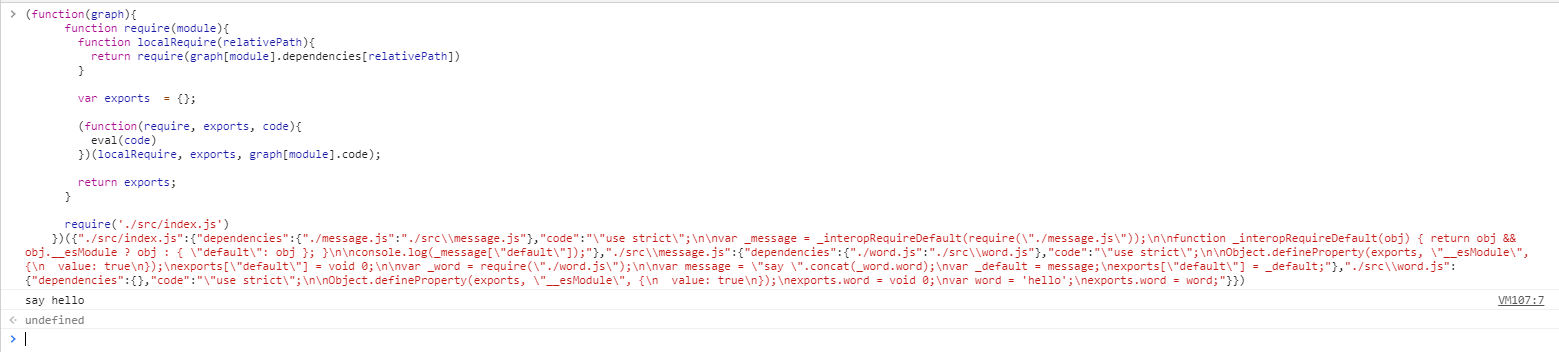 > (function(graph){
function require(module){
function localRequire(relativePath){
return require(graph[module].dependencies[relativePath])
}
var exports  = {};
(function(require, exports, code){
eval(code)
})(localRequire, exports, graph[module].code);
return exports;
}
require('./src/index.js')
})({"./src/index.js":{"dependencies":{"./message.js":"./src\\message.js"},"code":"\"use strict\";\n\nvar _message = _interopRequireDefault(require(\"./message.js\"));\n\nfunction _interopRequireDefault(obj) { return obj &&
obj.__esModule ? obj : { \"default\": obj }; }\n\nconsole.log(_message[\"default\"]);"},"./src\\message.js":{"dependencies":{"./word.js":"./src\\word.js"},"code":"\"use strict\";\n\nObject.defineProperty(exports, \"__esModule\",
{\n  value: true\n});\nexports[\"default\"] = void 0;\n\nvar _word = require(\"./word.js\");\n\nvar message = \"say \".concat(_word.word);\nvar _default = message;\nexports[\"default\"] = _default;"},"./src\\word.js":
{"dependencies":{},"code":"\"use strict\";\n\nObject.defineProperty(exports, \"__esModule\", {\n  value: true\n});\nexports.word = void 0;\nvar word = 'hello';\nexports.word = word;"}})
say hello VM107:7
undefined
>